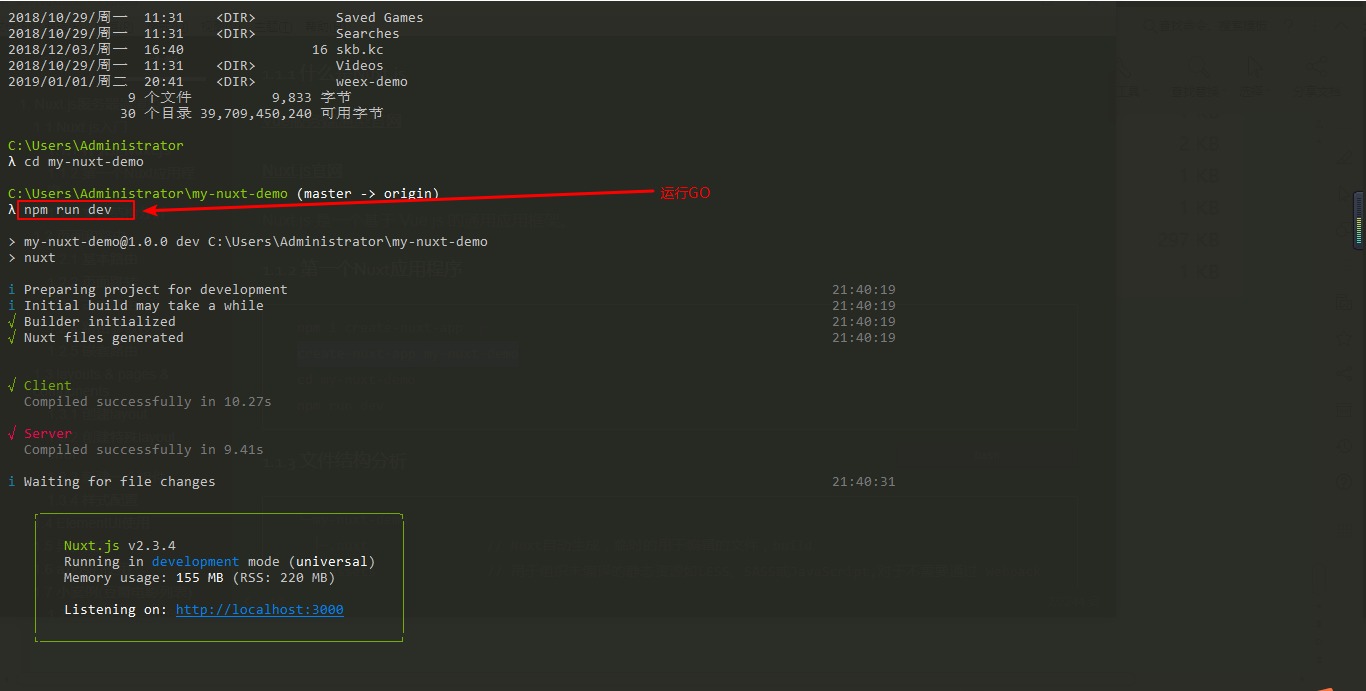 2018/10/29/周一  11:31    <DIR>          Saved Games
2018/10/29/周一  11:31    <DIR>          Searches
2018/12/03/周一  16:40                16 skb.kc
2018/10/29/周一  11:31    <DIR>          Videos
2019/01/01/周二  20:41    <DIR>          weex-demo
9 个文件          9,833 字节
30 个目录 39,709,450,240 可用字节
C:\Users\Administrator
λ cd my-nuxt-demo
C:\Users\Administrator\my-nuxt-demo (master -> origin)
运行GO
λ npm run dev
> my-nuxt-demo@1.0.0 dev C:\Users\Administrator\my-nuxt-demo
> nuxt
i Preparing project for development 21:40:19
i Initial build may take a while 21:40:19
√ Builder initialized 21:40:19
√ Nuxt files generated 21:40:19
√ Client
Compiled successfully in 10.27s
√ Server
Compiled successfully in 9.41s
i Waiting for file changes 21:40:31
Nuxt.js v2.3.4
Running in development mode (universal)
Memory usage: 155 MB (RSS: 220 MB)
Listening on: http://localhost:3000